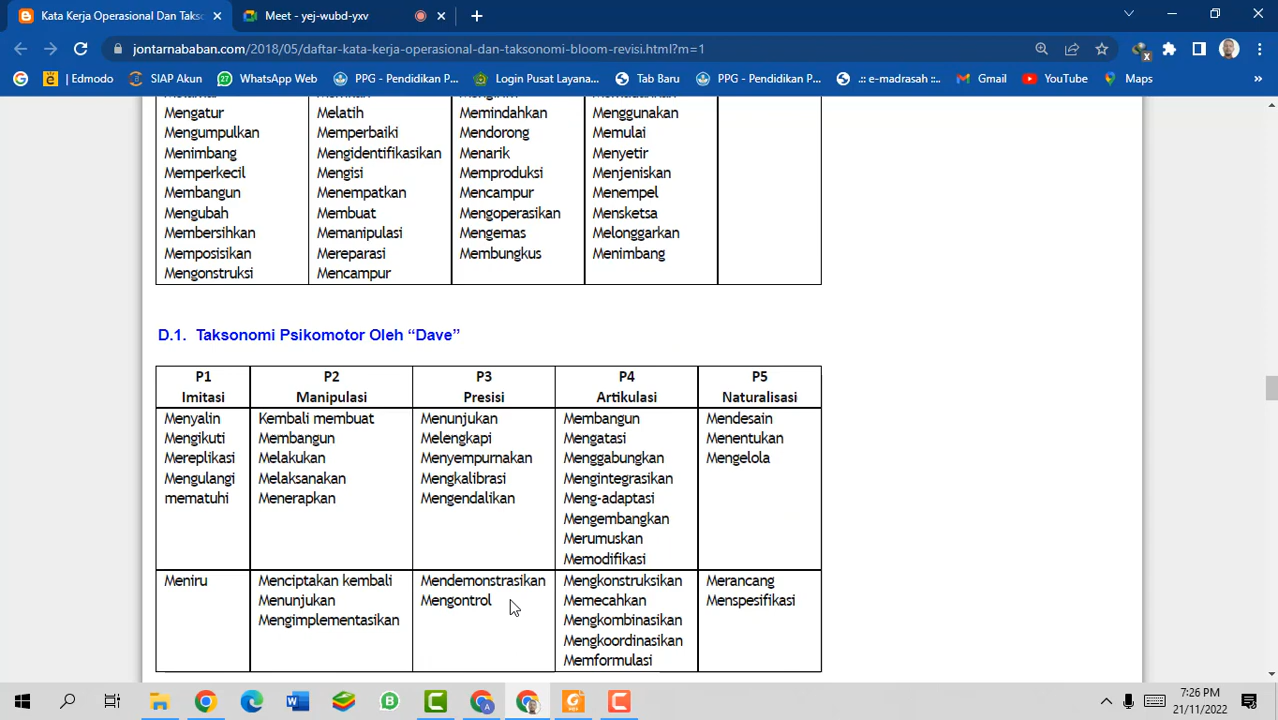 Kata Kerja Operasional Dan Takso
Meet - yej-wubd-yxv
jontarnababan.com/2018/05/daftar-kata-kerja-operasional-dan-taksonomi-bloom-revisi.html?m=1
| Edmodo
SIAP Akun
WhatsApp Web
PPG - Pendidikan P...
Login Pusat Layana...
Tab Baru
PPG - Pendidikan P...
.:: e-madrasah ::..
Gmail
YouTube
Maps
»
Mengatur Melatih Memindahkan Menggunakan
Mengumpulkan Memperbaiki Mendorong Memulai
Menimbang Mengidentifikasikan Menarik Menyetir
Memperkecil Mengisi Memproduksi Menjeniskan
Membangun Menempatkan Mencampur Menempel
Mengubah Membuat Mengoperasikan Mensketsa
Membersihkan Memanipulasi Mengemas Melonggarkan
Memposisikan Mereparasi Membungkus Menimbang
Mengonstruksi Mencampur
D.1. Taksonomi Psikomotor Oleh “Dave”
P1 P2 P3 P4 P5
Imitasi Manipulasi Presisi Artikulasi Naturalisasi
Menyalin Kembali membuat Menunjukan Membangun Mendesain
Mengikuti Membangun Melengkapi Mengatasi Menentukan
Mereplikasi Melakukan Menyempurnakan Menggabungkan Mengelola
Mengulangi Melaksanakan Mengkalibrasi Mengintegrasikan
mematuhi Menerapkan Mengendalikan Meng-adaptasi
Mengembangkan
Merumuskan
Memodifikasi
Meniru Menciptakan kembali Mendemonstrasikan Mengkonstruksikan Merancang
Menunjukan Mengontrol Memecahkan Menspesifikasi
Mengimplementasikan Mengkombinasikan
Mengkoordinasikan
Memformulasi
7:26 PM
21/11/2022